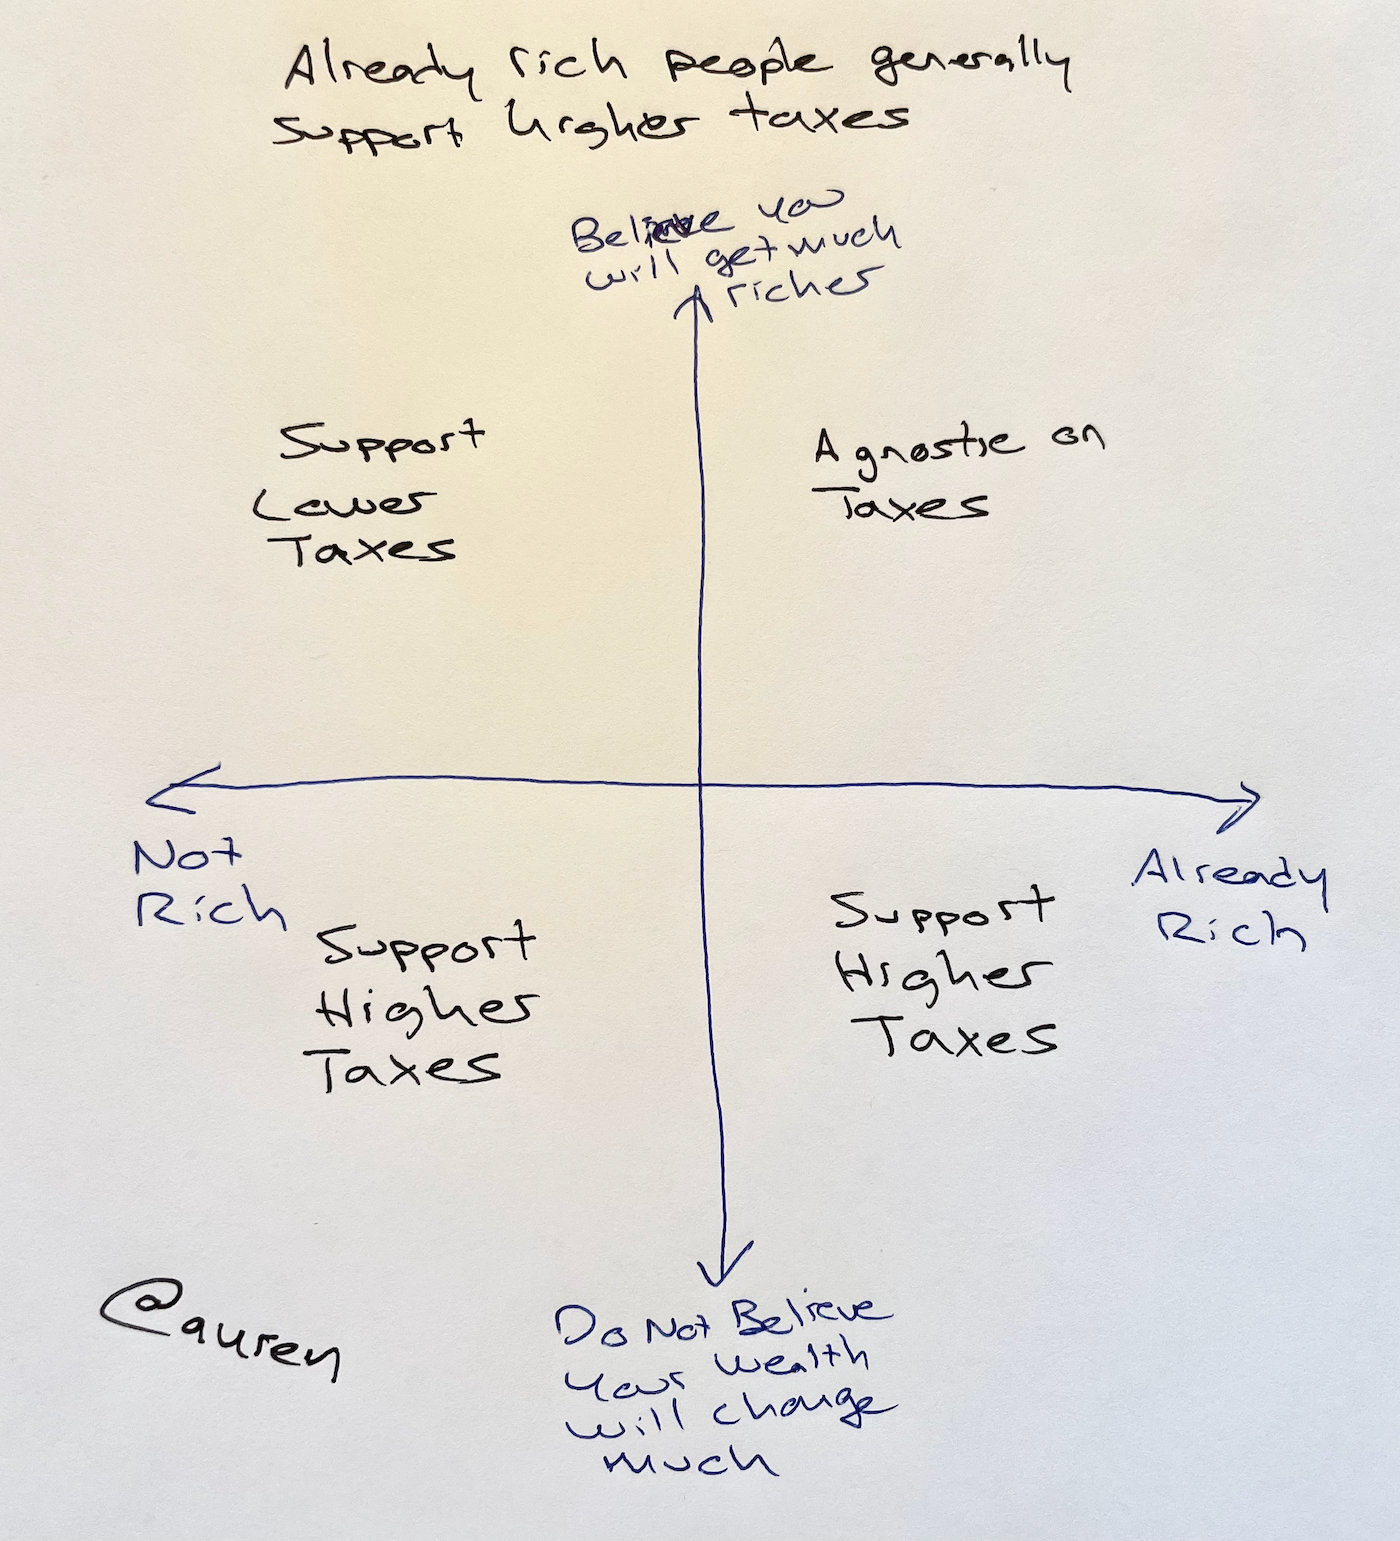 Already rich people generally
support higher taxes
Believe you
will get much
richer
Support
Lower
Taxes
Agnostic on
Taxes
Not
Rich
Already
Rich
Support
Higher
Taxes
Support
Higher
Taxes
@auren
Do Not Believe
your wealth
will change
much